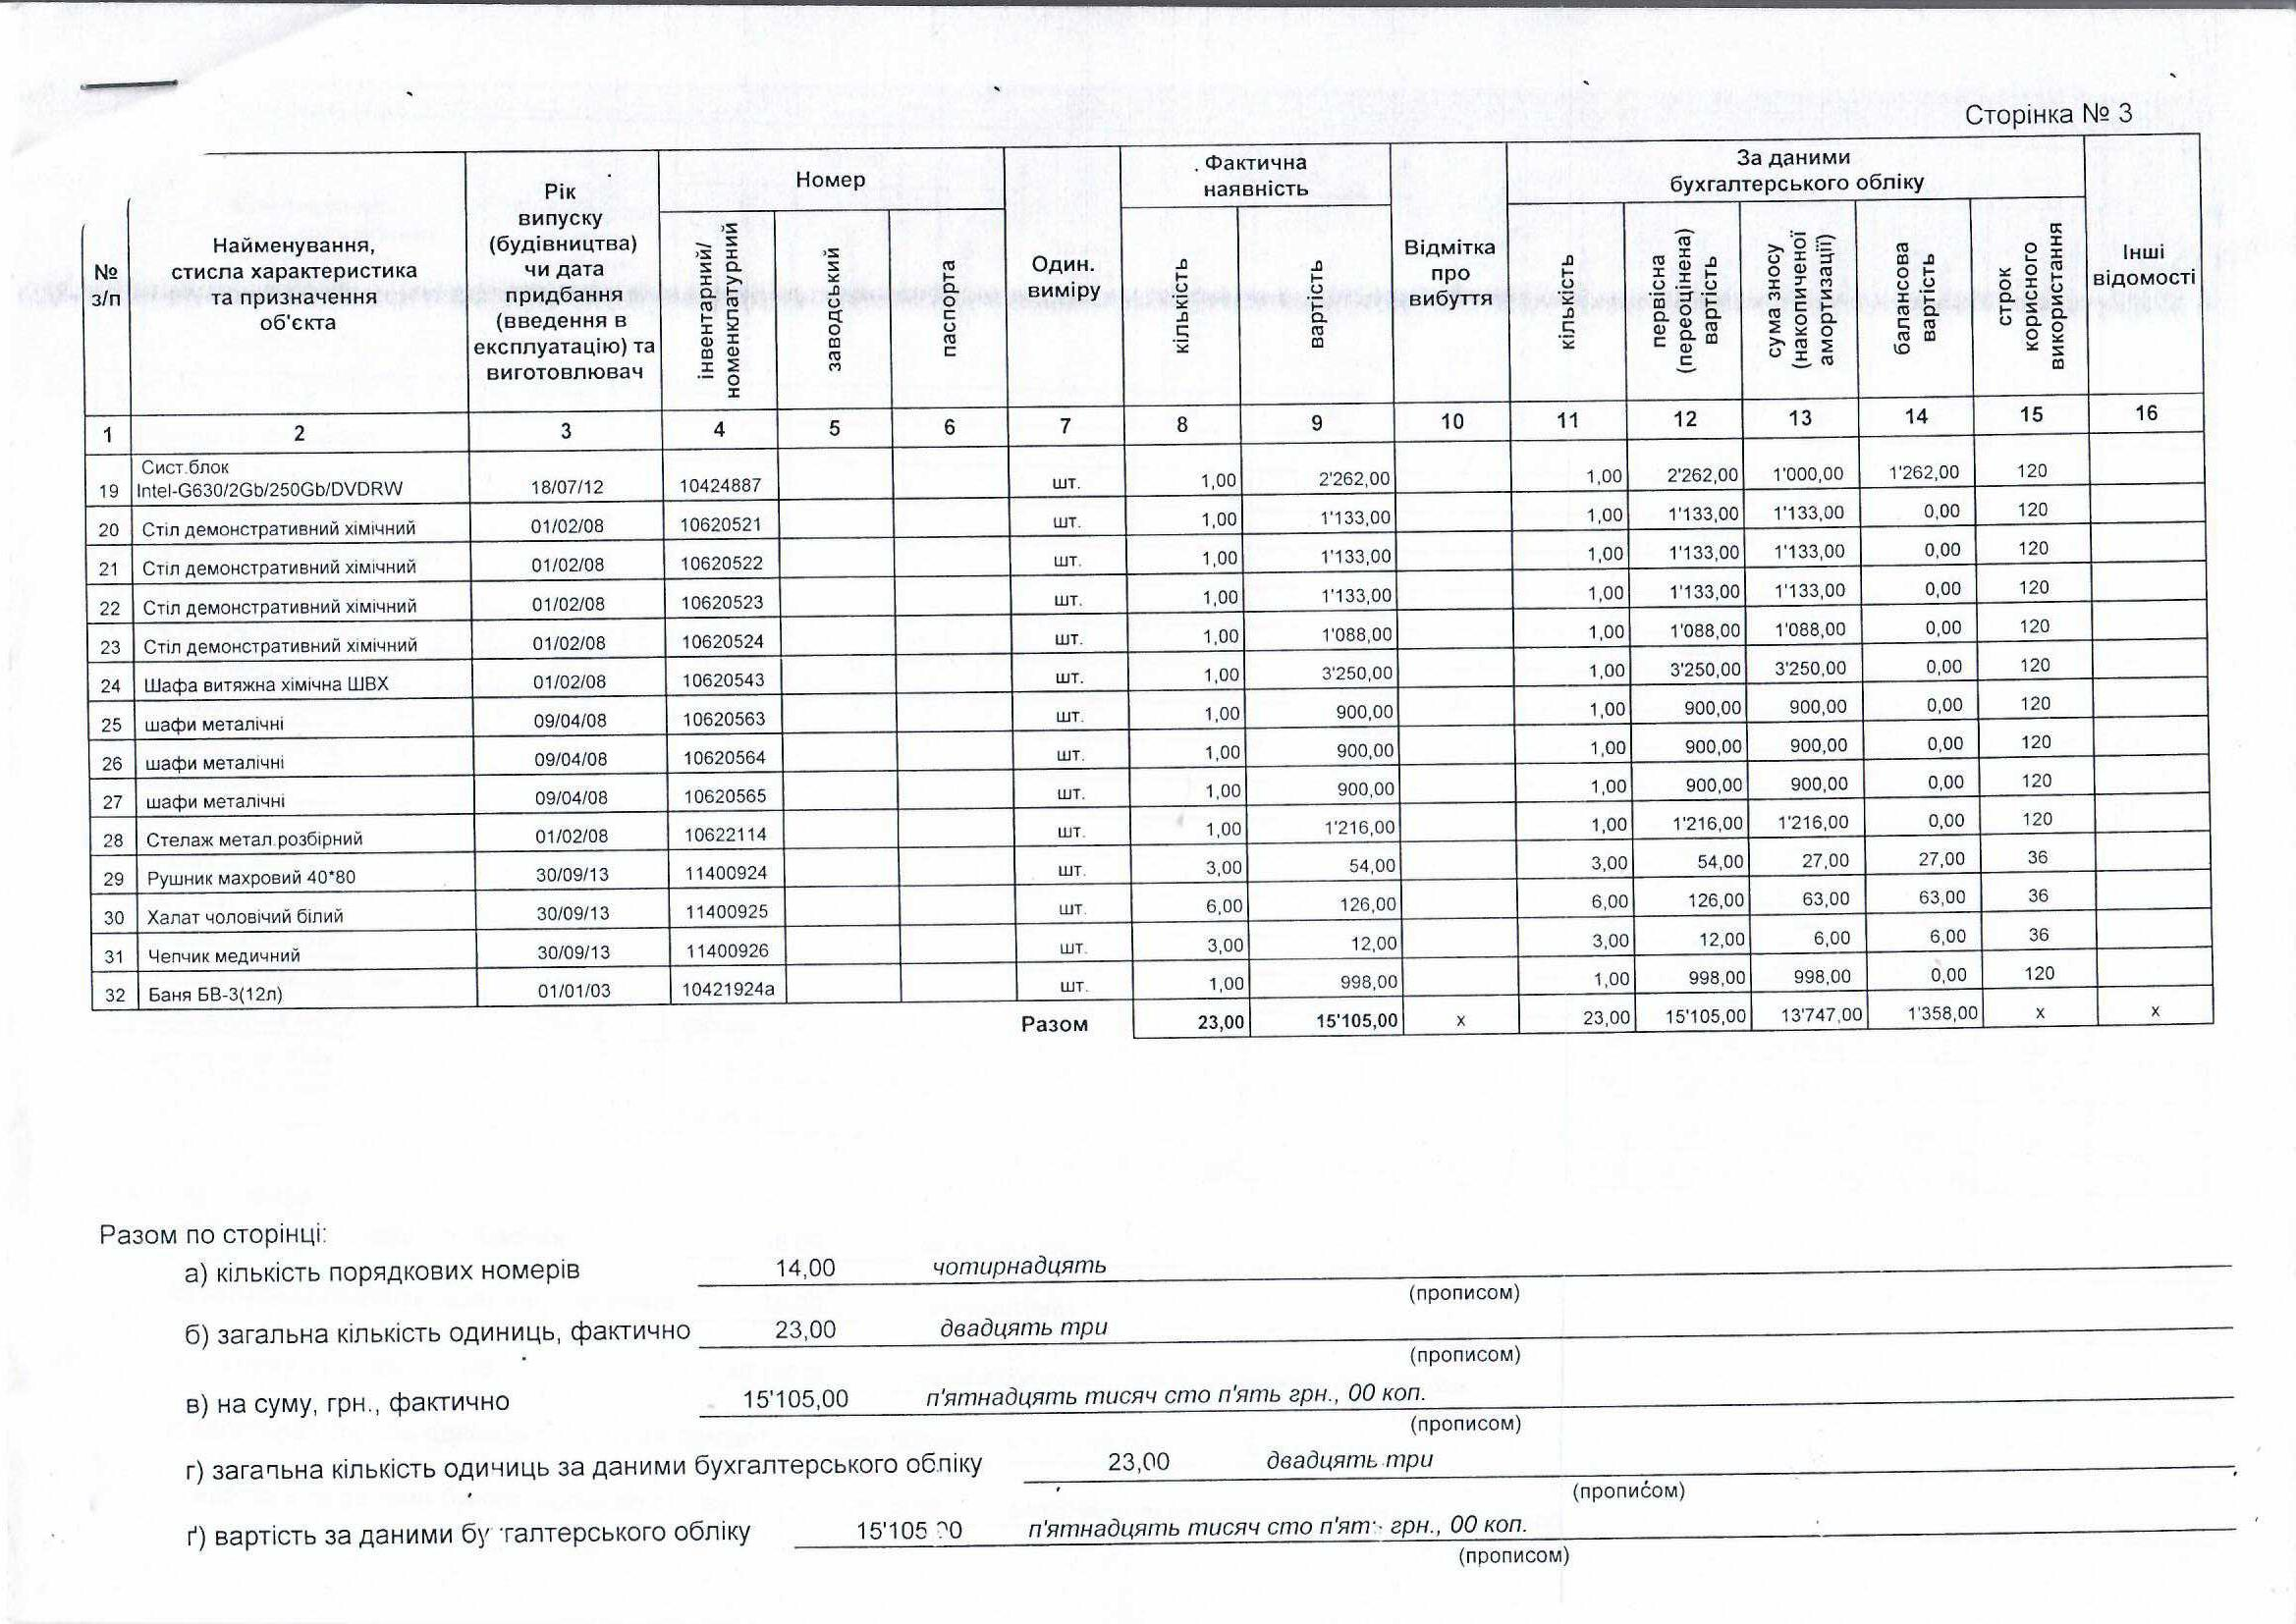 Сторінка № 3
№ з/п
Найменування, стисла характеристика та призначення об'єкта
Рік випуску (будівництва) чи дата придбання (введення в експлуатацію) та виготовлювач
Номер
інвентарний/ номенклатурний
заводський
паспорта
Один. виміру
Фактична наявність
кількість
вартість
Відмітка про вибуття
За даними бухгалтерського обліку
кількість
первісна (переоцінена) вартість
сума зносу (накопиченої амортизації)
балансова вартість
строк корисного використання
Інші відомості
1 2 3 4 5 6 7 8 9 10 11 12 13 14 15 16
19 Сист.блок Intel-G630/2Gb/250Gb/DVDRW 18/07/12 10424887 шт. 1,00 2'262,00 1,00 2'262,00 1'000,00 1'262,00 120
20 Стіл демонстративний хімічний 01/02/08 10620521 шт. 1,00 1'133,00 1,00 1'133,00 1'133,00 0,00 120
21 Стіл демонстративний хімічний 01/02/08 10620522 шт. 1,00 1'133,00 1,00 1'133,00 1'133,00 0,00 120
22 Стіл демонстративний хімічний 01/02/08 10620523 шт. 1,00 1'133,00 1,00 1'133,00 1'133,00 0,00 120
23 Стіл демонстративний хімічний 01/02/08 10620524 шт. 1,00 1'088,00 1,00 1'088,00 1'088,00 0,00 120
24 Шафа витяжна хімічна ШВХ 01/02/08 10620543 шт. 1,00 3'250,00 1,00 3'250,00 3'250,00 0,00 120
25 шафи металічні 09/04/08 10620563 шт. 1,00 900,00 1,00 900,00 900,00 0,00 120
26 шафи металічні 09/04/08 10620564 шт. 1,00 900,00 1,00 900,00 900,00 0,00 120
27 шафи металічні 09/04/08 10620565 шт. 1,00 900,00 1,00 900,00 900,00 0,00 120
28 Стелаж метал.розбірний 01/02/08 10622114 шт. 1,00 1'216,00 1,00 1'216,00 1'216,00 0,00 120
29 Рушник махровий 40*80 30/09/13 11400924 шт. 3,00 54,00 3,00 54,00 27,00 27,00 36
30 Халат чоловічий білий 30/09/13 11400925 шт. 6,00 126,00 6,00 126,00 63,00 63,00 36
31 Чепчик медичний 30/09/13 11400926 шт. 3,00 12,00 3,00 12,00 6,00 6,00 36
32 Баня БВ-3(12л) 01/01/03 10421924а шт. 1,00 998,00 1,00 998,00 998,00 0,00 120
Разом 23,00 15'105,00 х 23,00 15'105,00 13'747,00 1'358,00 х х
Разом по сторінці:
а) кількість порядкових номерів 14,00 чотирнадцять
(прописом)
б) загальна кількість одиниць, фактично 23,00 двадцять три
(прописом)
в) на суму, грн., фактично 15'105,00 п'ятнадцять тисяч сто п'ять грн., 00 коп.
(прописом)
г) загальна кількість одиниць за даними бухгалтерського обліку 23,00 двадцять три
(прописом)
ґ) вартість за даними бухгалтерського обліку 15'105,00 п'ятнадцять тисяч сто п'ять грн., 00 коп.
(прописом)